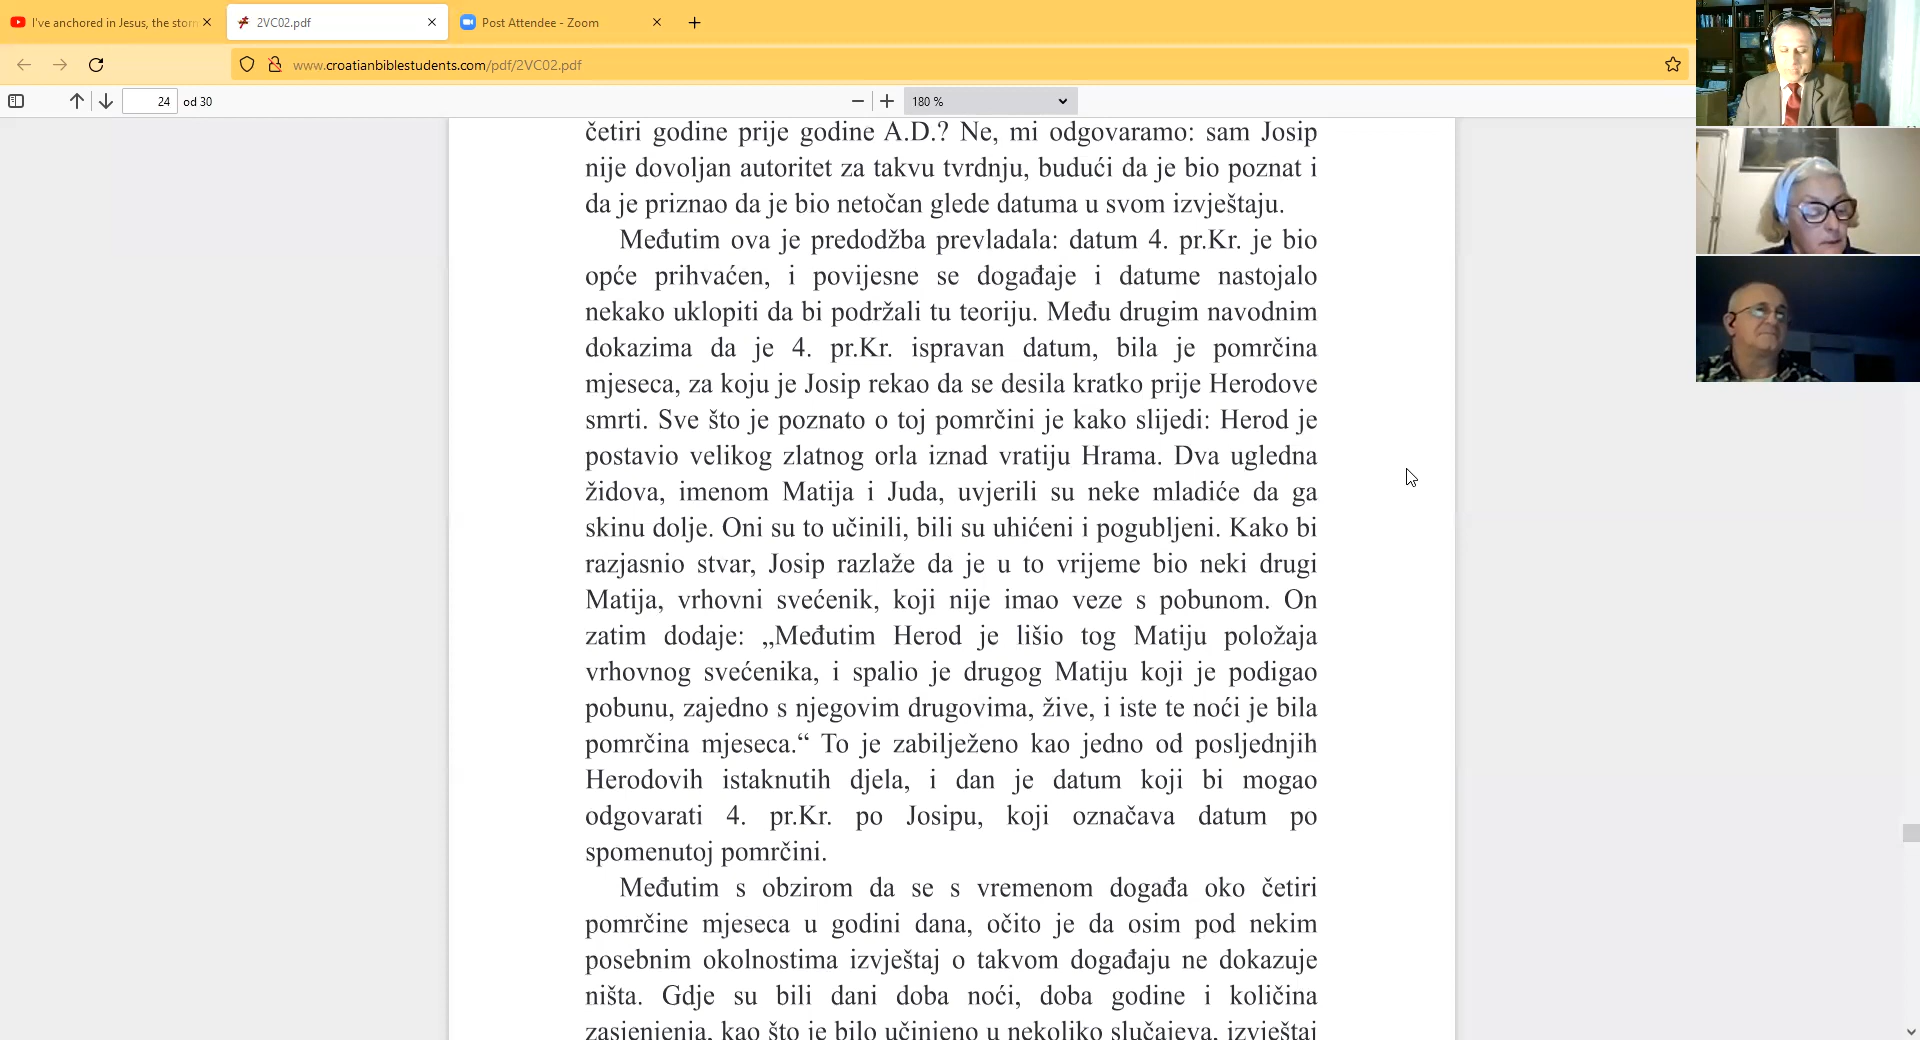 I've anchored in Jesus, the storm
2VC02.pdf
Post Attendee - Zoom
www.croatianbiblestudents.com/pdf/2VC02.pdf
24 od 30
180 %
četiri godine prije godine A.D.? Ne, mi odgovaramo: sam Josip
nije dovoljan autoritet za takvu tvrdnju, budući da je bio poznat i
da je priznao da je bio netočan glede datuma u svom izvještaju.
Međutim ova je predodžba prevladala: datum 4. pr.Kr. je bio
opće prihvaćen, i povijesne se događaje i datume nastojalo
nekako uklopiti da bi podržali tu teoriju. Među drugim navodnim
dokazima da je 4. pr.Kr. ispravan datum, bila je pomrčina
mjeseca, za koju je Josip rekao da se desila kratko prije Herodove
smrti. Sve što je poznato o toj pomrčini je kako slijedi: Herod je
postavio velikog zlatnog orla iznad vratiju Hrama. Dva ugledna
židova, imenom Matija i Juda, uvjerili su neke mladiće da ga
skinu dolje. Oni su to učinili, bili su uhićeni i pogubljeni. Kako bi
razjasnio stvar, Josip razlaže da je u to vrijeme bio neki drugi
Matija, vrhovni svećenik, koji nije imao veze s pobunom. On
zatim dodaje: „Međutim Herod je lišio tog Matiju položaja
vrhovnog svećenika, i spalio je drugog Matiju koji je podigao
pobunu, zajedno s njegovim drugovima, žive, i iste te noći je bila
pomrčina mjeseca.“ To je zabilježeno kao jedno od posljednjih
Herodovih istaknutih djela, i dan je datum koji bi mogao
odgovarati 4. pr.Kr. po Josipu, koji označava datum po
spomenutoj pomrčini.
Međutim s obzirom da se s vremenom događa oko četiri
pomrčine mjeseca u godini dana, očito je da osim pod nekim
posebnim okolnostima izvještaj o takvom događaju ne dokazuje
ništa. Gdje su bili dani doba noći, doba godine i količina
zasjenjenja, kao što je bilo učinjeno u nekoliko slučajeva, izvještaj